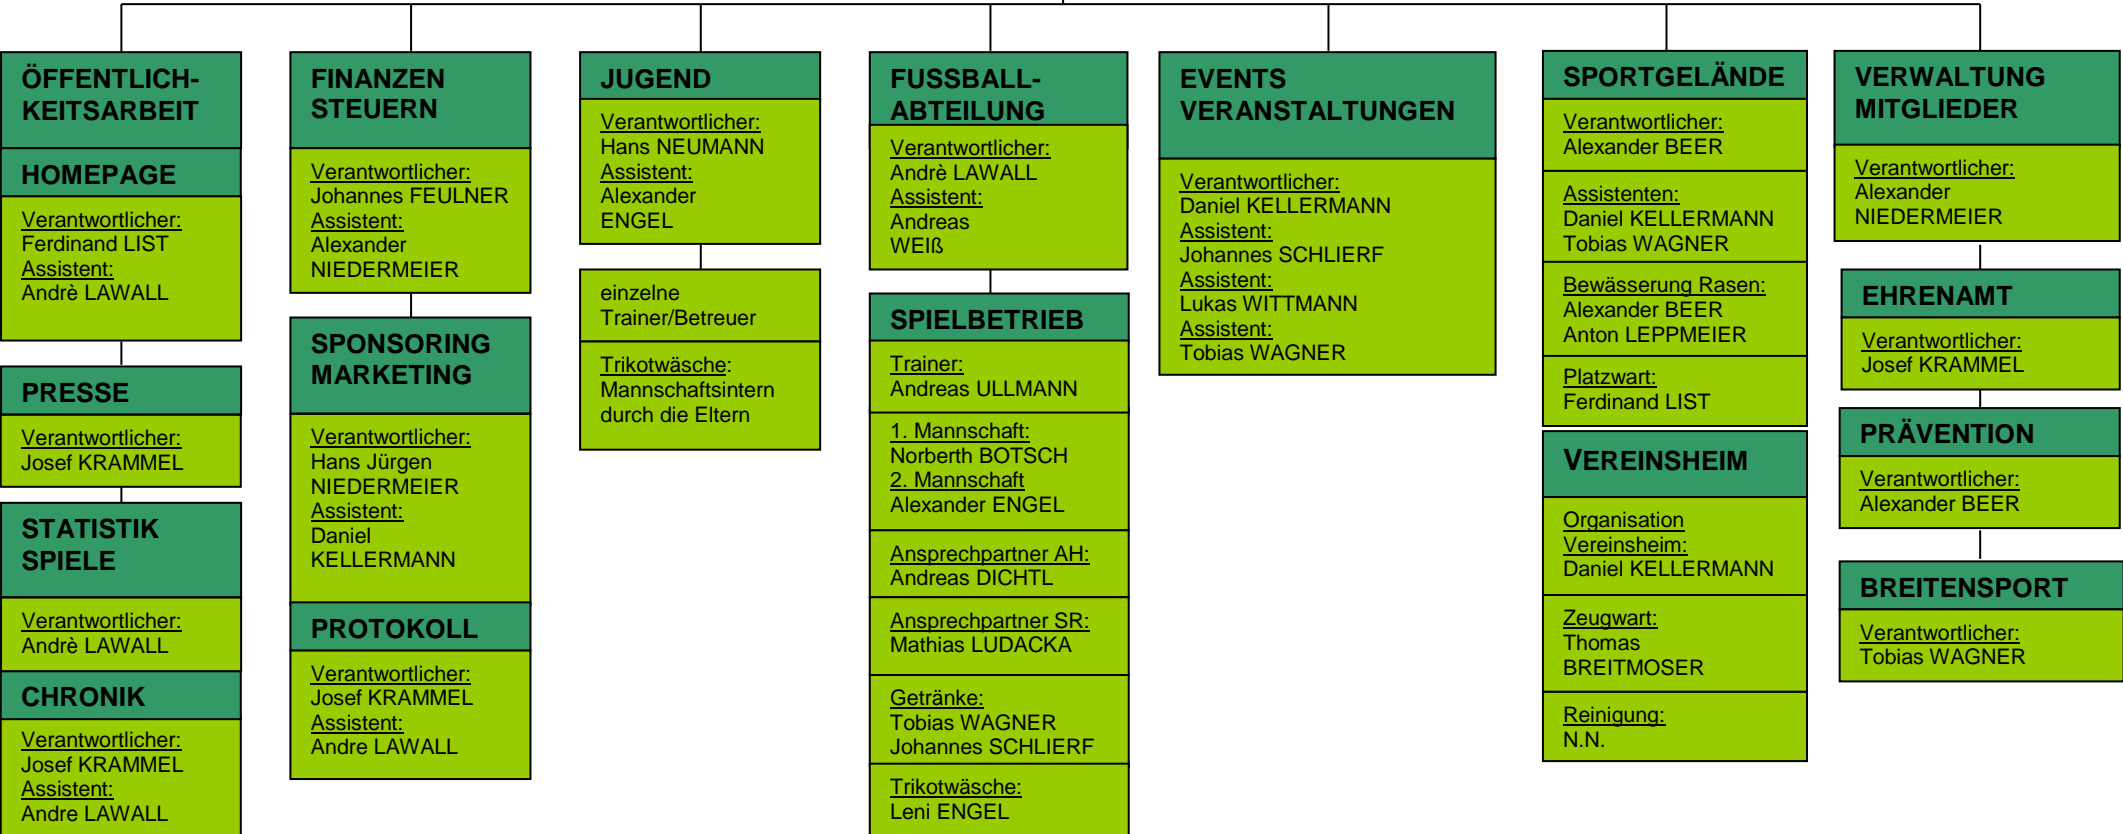 ÖFFENTLICH-
KEITSARBEIT
HOMEPAGE
Verantwortlicher:
Ferdinand LIST
Assistent:
Andrè LAWALL
PRESSE
Verantwortlicher:
Josef KRAMMEL
STATISTIK
SPIELE
Verantwortlicher:
Andrè LAWALL
CHRONIK
Verantwortlicher:
Josef KRAMMEL
Assistent:
Andre LAWALL
FINANZEN
STEUERN
Verantwortlicher:
Johannes FEULNER
Assistent:
Alexander
NIEDERMEIER
SPONSORING
MARKETING
Verantwortlicher:
Hans Jürgen
NIEDERMEIER
Assistent:
Daniel
KELLERMANN
PROTOKOLL
Verantwortlicher:
Josef KRAMMEL
Assistent:
Andre LAWALL
JUGEND
Verantwortlicher:
Hans NEUMANN
Assistent:
Alexander
ENGEL
einzelne
Trainer/Betreuer
Trikotwäsche:
Mannschaftsintern
durch die Eltern
FUSSBALL-
ABTEILUNG
Verantwortlicher:
Andrè LAWALL
Assistent:
Andreas
WEIß
SPIELBETRIEB
Trainer:
Andreas ULLMANN
1. Mannschaft:
Norberth BOTSCH
2. Mannschaft
Alexander ENGEL
Ansprechpartner AH:
Andreas DICHTL
Ansprechpartner SR:
Mathias LUDACKA
Getränke:
Tobias WAGNER
Johannes SCHLIERF
Trikotwäsche:
Leni ENGEL
EVENTS
VERANSTALTUNGEN
Verantwortlicher:
Daniel KELLERMANN
Assistent:
Johannes SCHLIERF
Assistent:
Lukas WITTMANN
Assistent:
Tobias WAGNER
SPORTGELÄNDE
Verantwortlicher:
Alexander BEER
Assistenten:
Daniel KELLERMANN
Tobias WAGNER
Bewässerung Rasen:
Alexander BEER
Anton LEPPMEIER
Platzwart:
Ferdinand LIST
VEREINSHEIM
Organisation
Vereinsheim:
Daniel KELLERMANN
Zeugwart:
Thomas
BREITMOSER
Reinigung:
N.N.
VERWALTUNG
MITGLIEDER
Verantwortlicher:
Alexander
NIEDERMEIER
EHRENAMT
Verantwortlicher:
Josef KRAMMEL
PRÄVENTION
Verantwortlicher:
Alexander BEER
BREITENSPORT
Verantwortlicher:
Tobias WAGNER